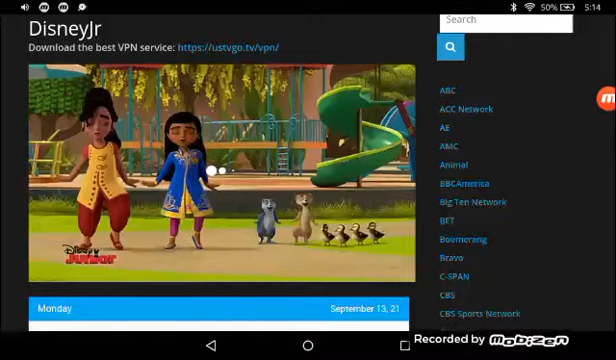 50% 5:14
DisneyJr
Download the best VPN service: https://ustvgo.tv/vpn/
Search
ABC
ACC Network
AE
AMC
Animal
BBCAmerica
Big Ten Network
BET
Boomerang
Bravo
C-SPAN
CBS
CBS Sports Network
Disney Junior
Monday September 13, 21
Recorded by mobizen